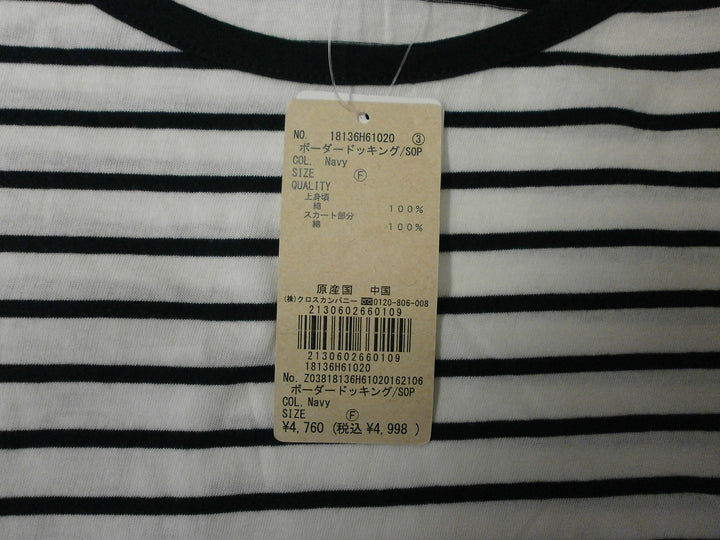 NO. 18136H61020 ③
ボーダードッキング/SOP
COL. Navy
SIZE Ⓕ
QUALITY
上身頃
綿 100%
スカート部分
綿 100%
原産国 中国
(株)クロスカンパニー 0120-806-008
2130602660109
2130602660109
18136H61020
No. Z03818136H61020162106
ボーダードッキング/SOP
COL. Navy
SIZE Ⓕ
¥4,760 (税込 ¥4,998 )